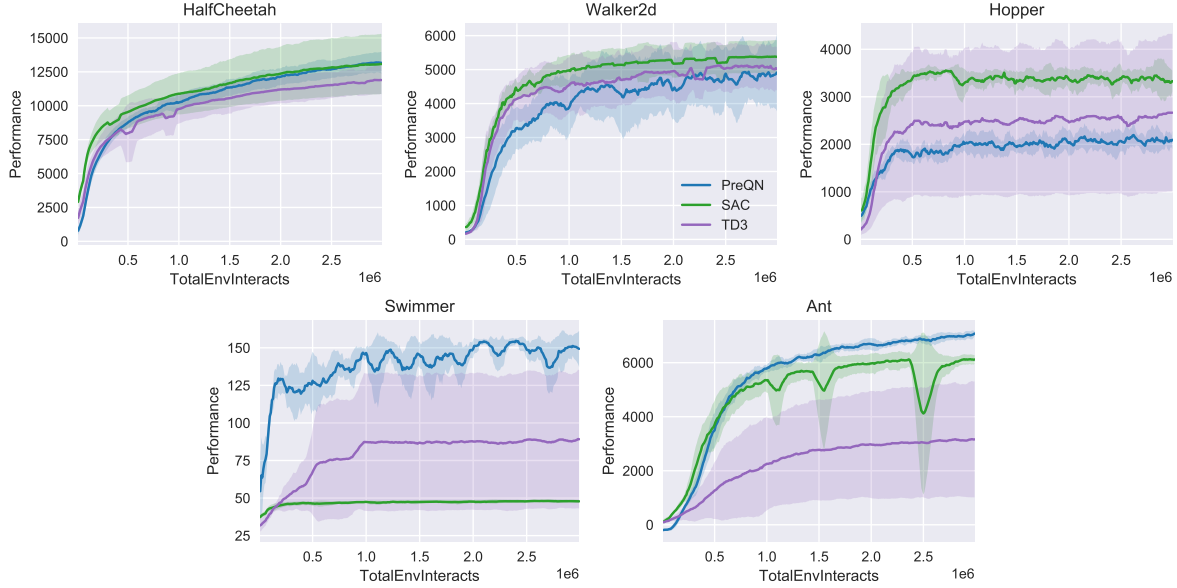 HalfCheetah
Performance
15000
12500
10000
7500
5000
2500
0
0.5 1.0 1.5 2.0 2.5
TotalEnvInteracts 1e6
Walker2d
Performance
6000
5000
4000
3000
2000
1000
0
PreQN
SAC
TD3
0.5 1.0 1.5 2.0 2.5
TotalEnvInteracts 1e6
Hopper
Performance
4000
3000
2000
1000
0
0.5 1.0 1.5 2.0 2.5
TotalEnvInteracts 1e6
Swimmer
Performance
150
125
100
75
50
25
0.5 1.0 1.5 2.0 2.5
TotalEnvInteracts 1e6
Ant
Performance
6000
4000
2000
0
0.5 1.0 1.5 2.0 2.5
TotalEnvInteracts 1e6